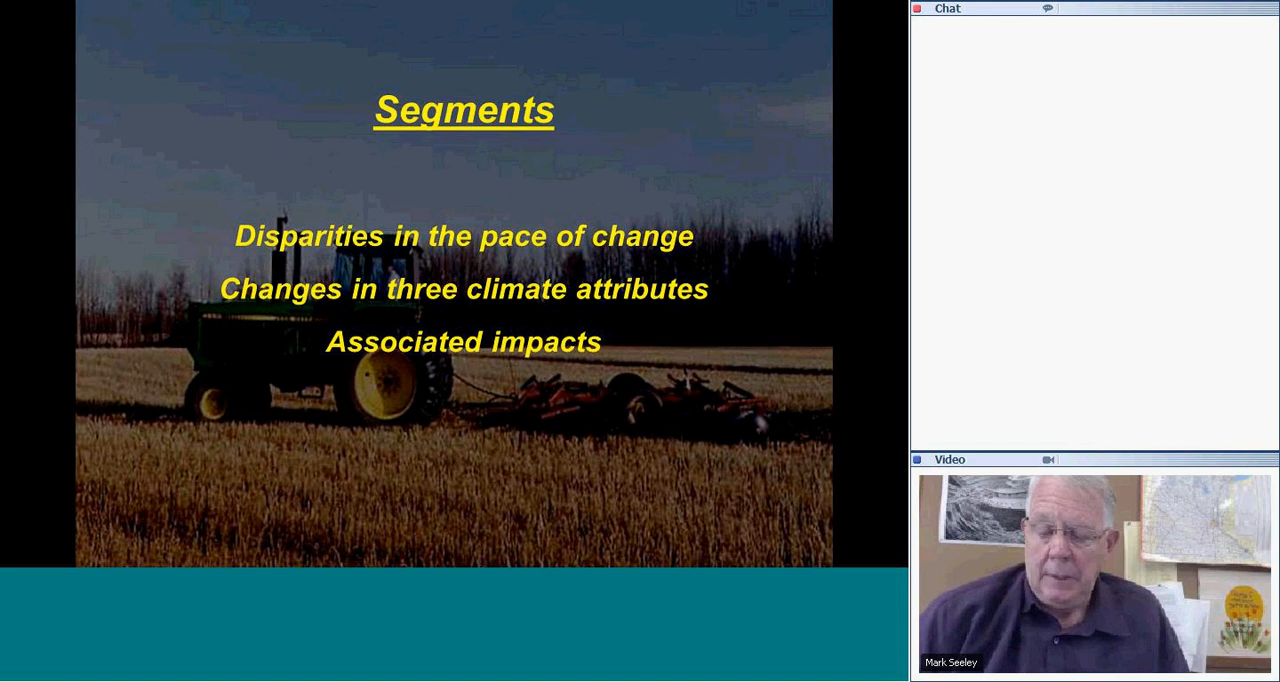 Segments
Disparities in the pace of change
Changes in three climate attributes
Associated impacts
Chat
Video
Mark Seeley